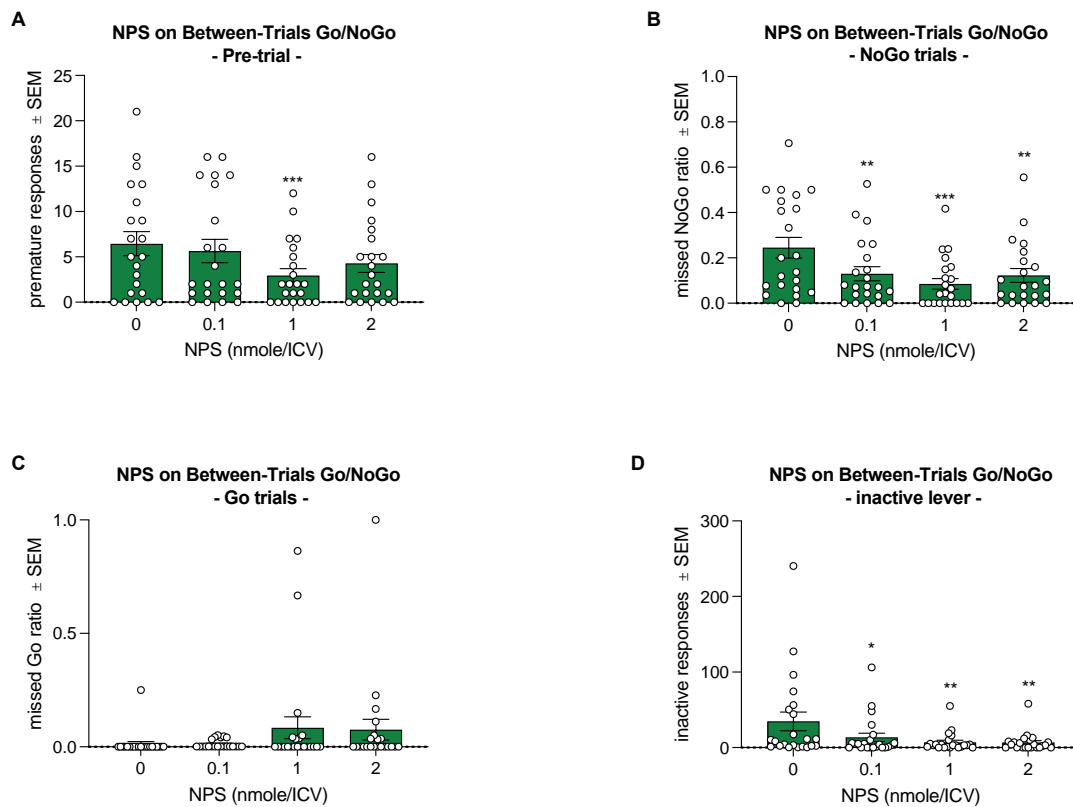 A
NPS on Between-Trials Go/NoGo
- Pre-trial -
premature responses ± SEM
25
20
15
10
5
0
***
0 0.1 1 2
NPS (nmole/ICV)
B
NPS on Between-Trials Go/NoGo
- NoGo trials -
missed NoGo ratio ± SEM
1.0
0.8
0.6
0.4
0.2
0.0
** *** **
0 0.1 1 2
NPS (nmole/ICV)
C
NPS on Between-Trials Go/NoGo
- Go trials -
missed Go ratio ± SEM
1.0
0.5
0.0
0 0.1 1 2
NPS (nmole/ICV)
D
NPS on Between-Trials Go/NoGo
- inactive lever -
inactive responses ± SEM
300
200
100
0
* ** **
0 0.1 1 2
NPS (nmole/ICV)